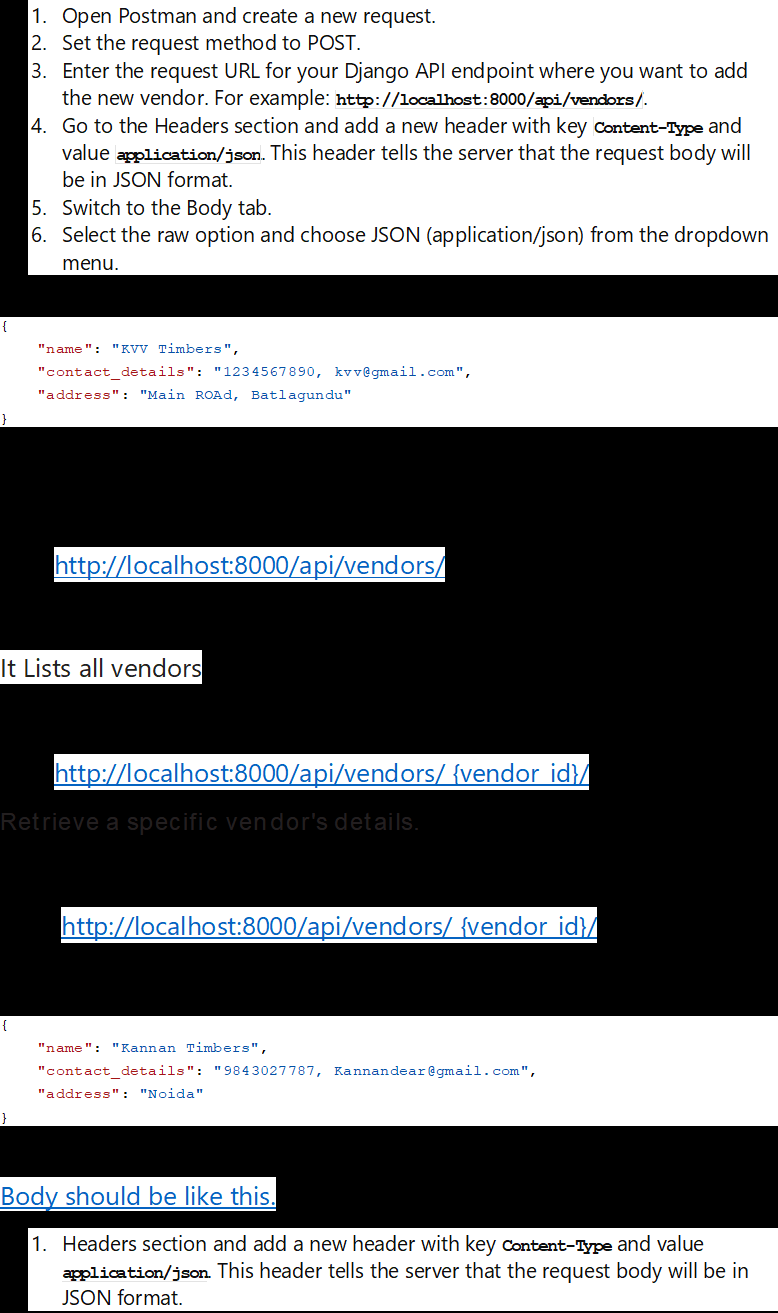 1. Open Postman and create a new request.
2. Set the request method to POST.
3. Enter the request URL for your Django API endpoint where you want to add
the new vendor. For example: http://localhost:8000/api/vendors/.
4. Go to the Headers section and add a new header with key Content-Type and
value application/json. This header tells the server that the request body will
be in JSON format.
5. Switch to the Body tab.
6. Select the raw option and choose JSON (application/json) from the dropdown
menu.
{
"name": "KVV Timbers",
"contact_details": "1234567890, kvv@gmail.com",
"address": "Main ROAd, Batlagundu"
}
http://localhost:8000/api/vendors/
It Lists all vendors
http://localhost:8000/api/vendors/ {vendor_id}/
Retrieve a specific vendor's details.
http://localhost:8000/api/vendors/ {vendor_id}/
{
"name": "Kannan Timbers",
"contact_details": "9843027787, Kannandear@gmail.com",
"address": "Noida"
}
Body should be like this.
1. Headers section and add a new header with key Content-Type and value
application/json. This header tells the server that the request body will be in
JSON format.